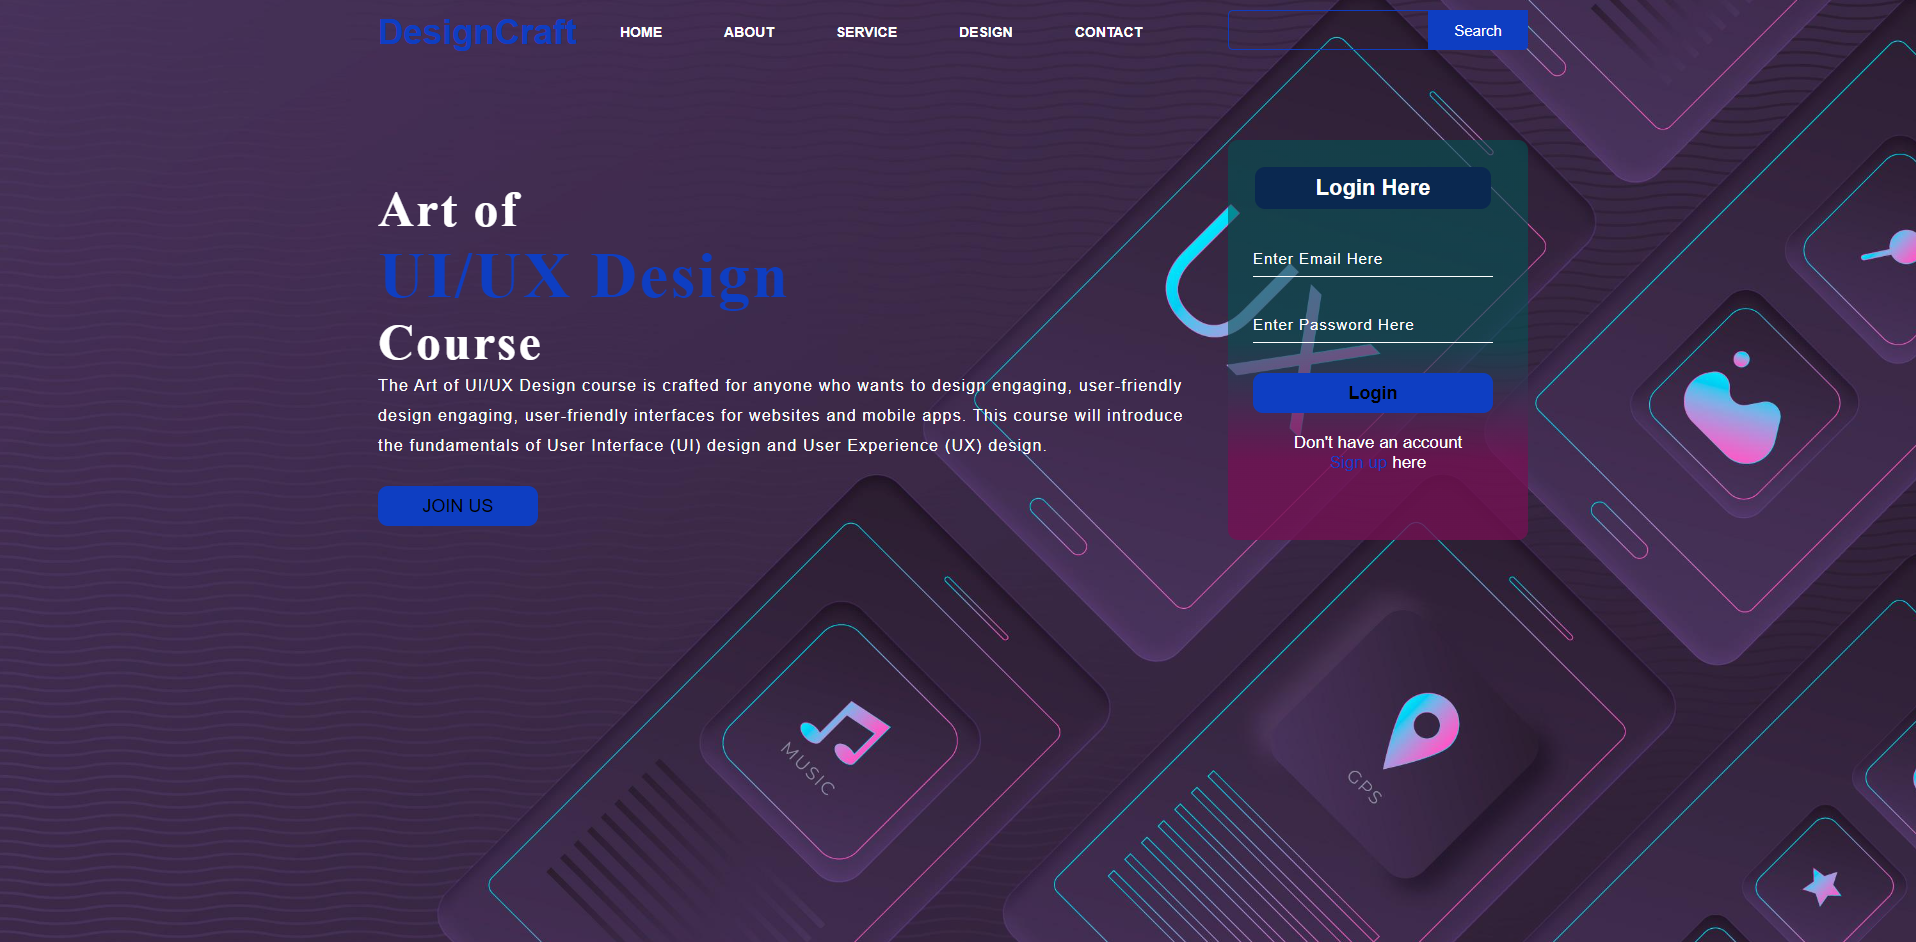 DesignCraft
HOME ABOUT SERVICE DESIGN CONTACT
Search
Art of
UI/UX Design
Course
The Art of UI/UX Design course is crafted for anyone who wants to design engaging, user-friendly
design engaging, user-friendly interfaces for websites and mobile apps. This course will introduce
the fundamentals of User Interface (UI) design and User Experience (UX) design.
JOIN US
Login Here
Enter Email Here
Enter Password Here
Login
Don't have an account
Sign up here
UX
MUSIC
GPS